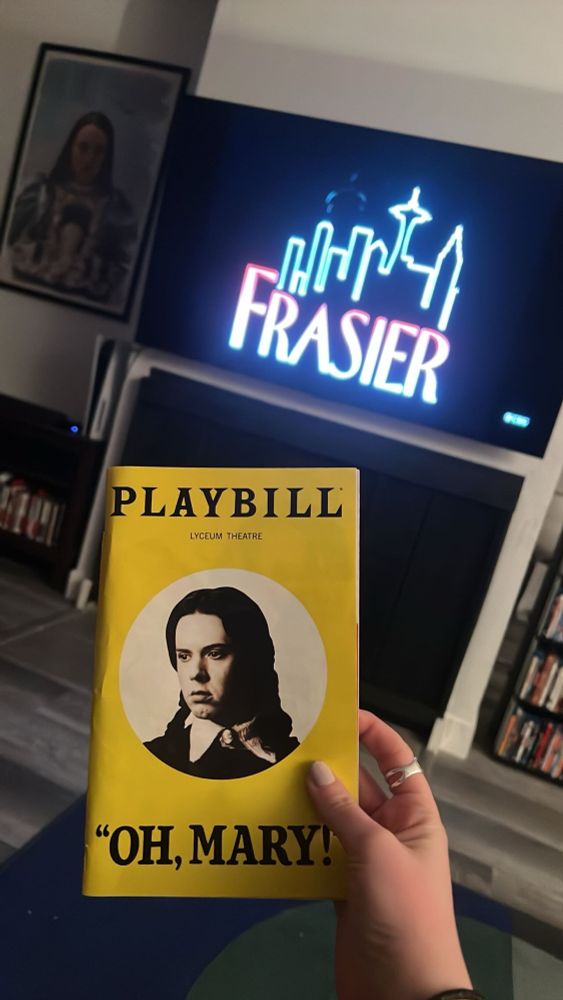 FRASIER
PLAYBILL
LYCEUM THEATRE
“OH, MARY!